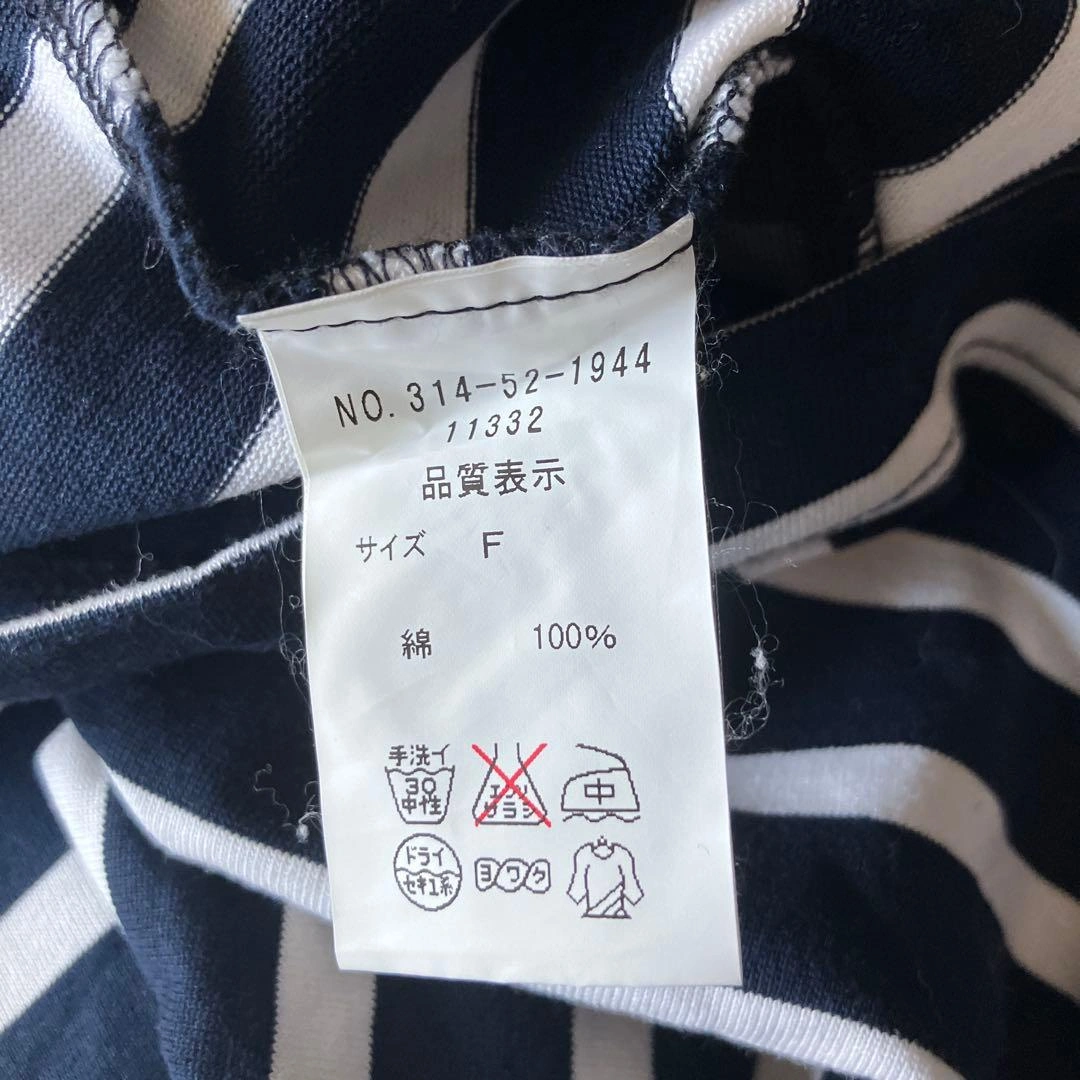 NO. 314-52-1944
11332
品質表示
サイズ F
綿 100%
手洗イ
30
中性
エンソ
サラシ
中
ドライ
セキユ系
ヨワク